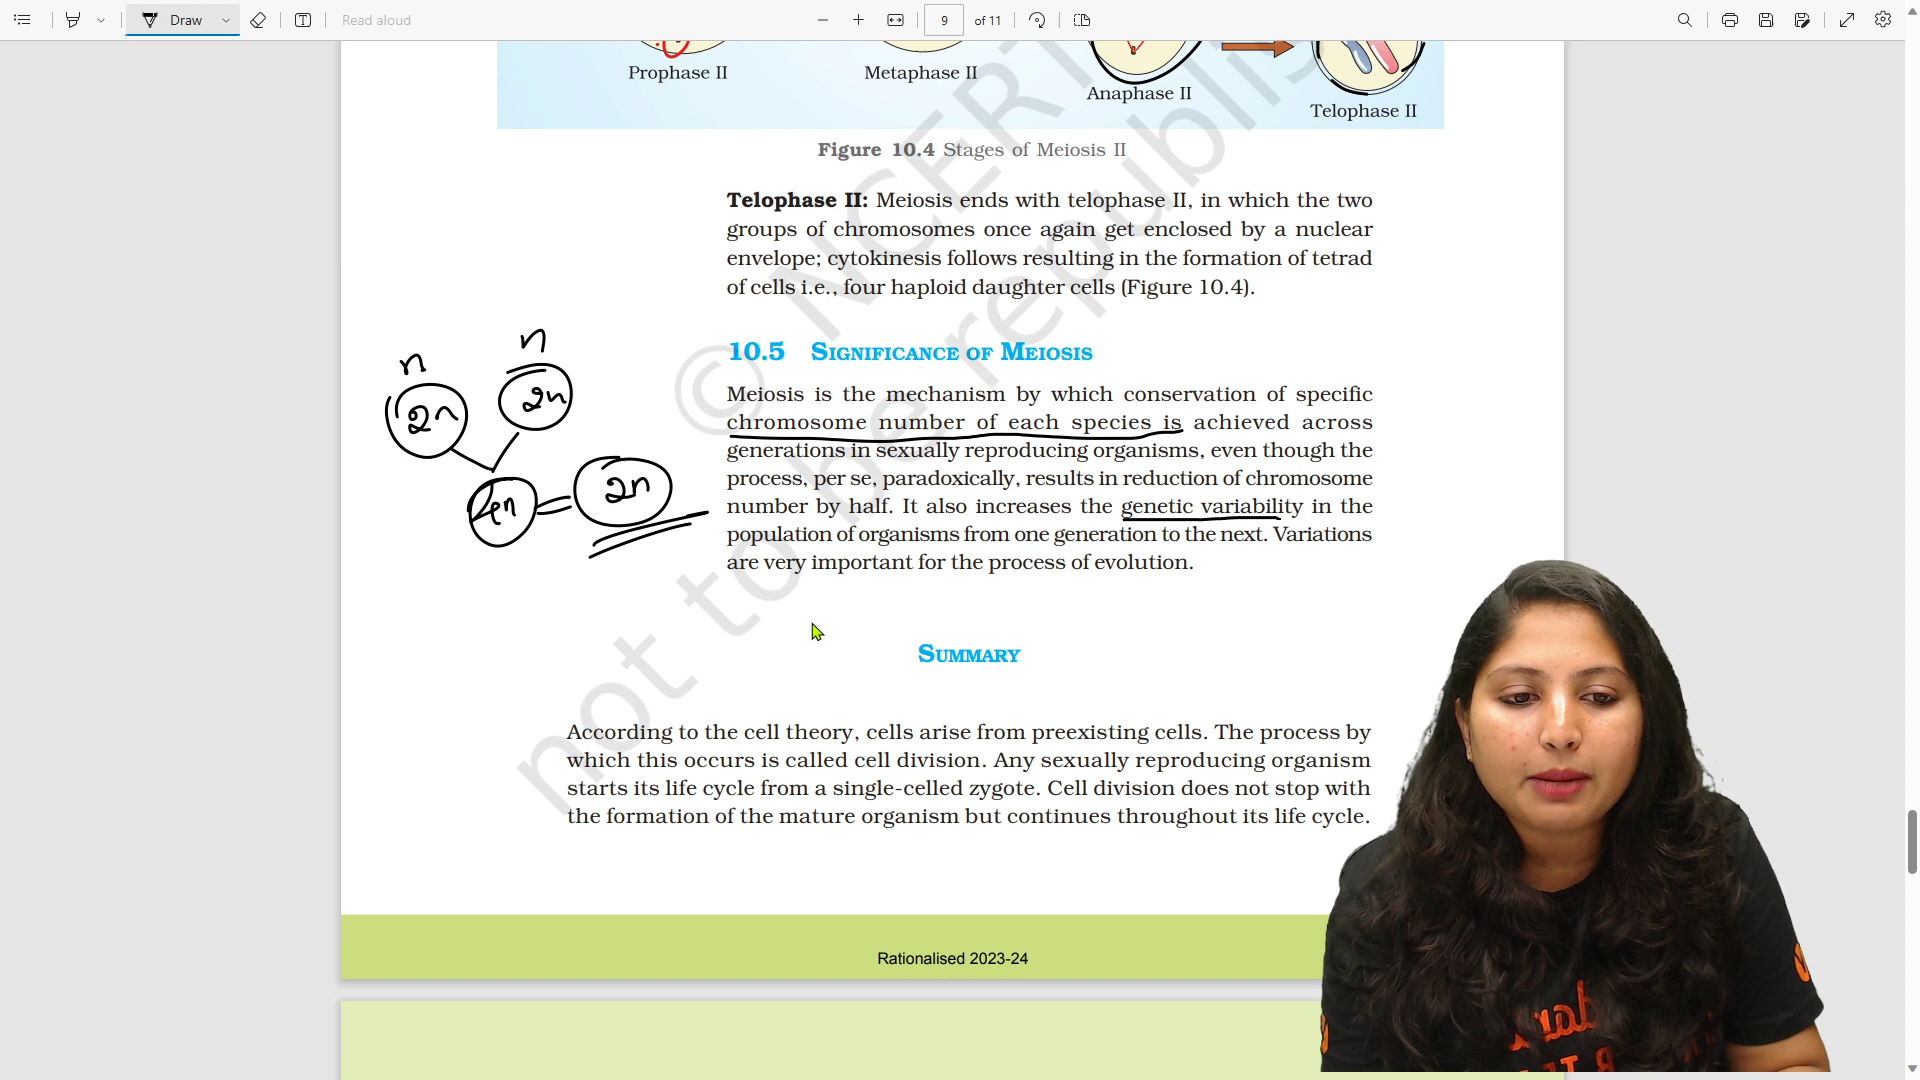 Draw
Read aloud
9
of 11
Prophase II
Metaphase II
Anaphase II
Telophase II
Figure 10.4 Stages of Meiosis II
Telophase II: Meiosis ends with telophase II, in which the two
groups of chromosomes once again get enclosed by a nuclear
envelope; cytokinesis follows resulting in the formation of tetrad
of cells i.e., four haploid daughter cells (Figure 10.4).
n
n
2n
2n
4n
2n
10.5 SIGNIFICANCE OF MEIOSIS
Meiosis is the mechanism by which conservation of specific
chromosome number of each species is achieved across
generations in sexually reproducing organisms, even though the
process, per se, paradoxically, results in reduction of chromosome
number by half. It also increases the genetic variability in the
population of organisms from one generation to the next. Variations
are very important for the process of evolution.
SUMMARY
According to the cell theory, cells arise from preexisting cells. The process by
which this occurs is called cell division. Any sexually reproducing organism
starts its life cycle from a single-celled zygote. Cell division does not stop with
the formation of the mature organism but continues throughout its life cycle.
Rationalised 2023-24
© NCERT
not to be republis